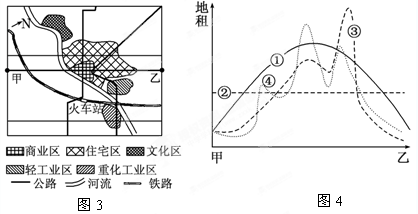 N
甲
乙
火车站
商业区 住宅区 文化区
轻工业区 重化工业区
公路 河流 铁路
图3
地
租
①
②
③
④
甲
乙
图4